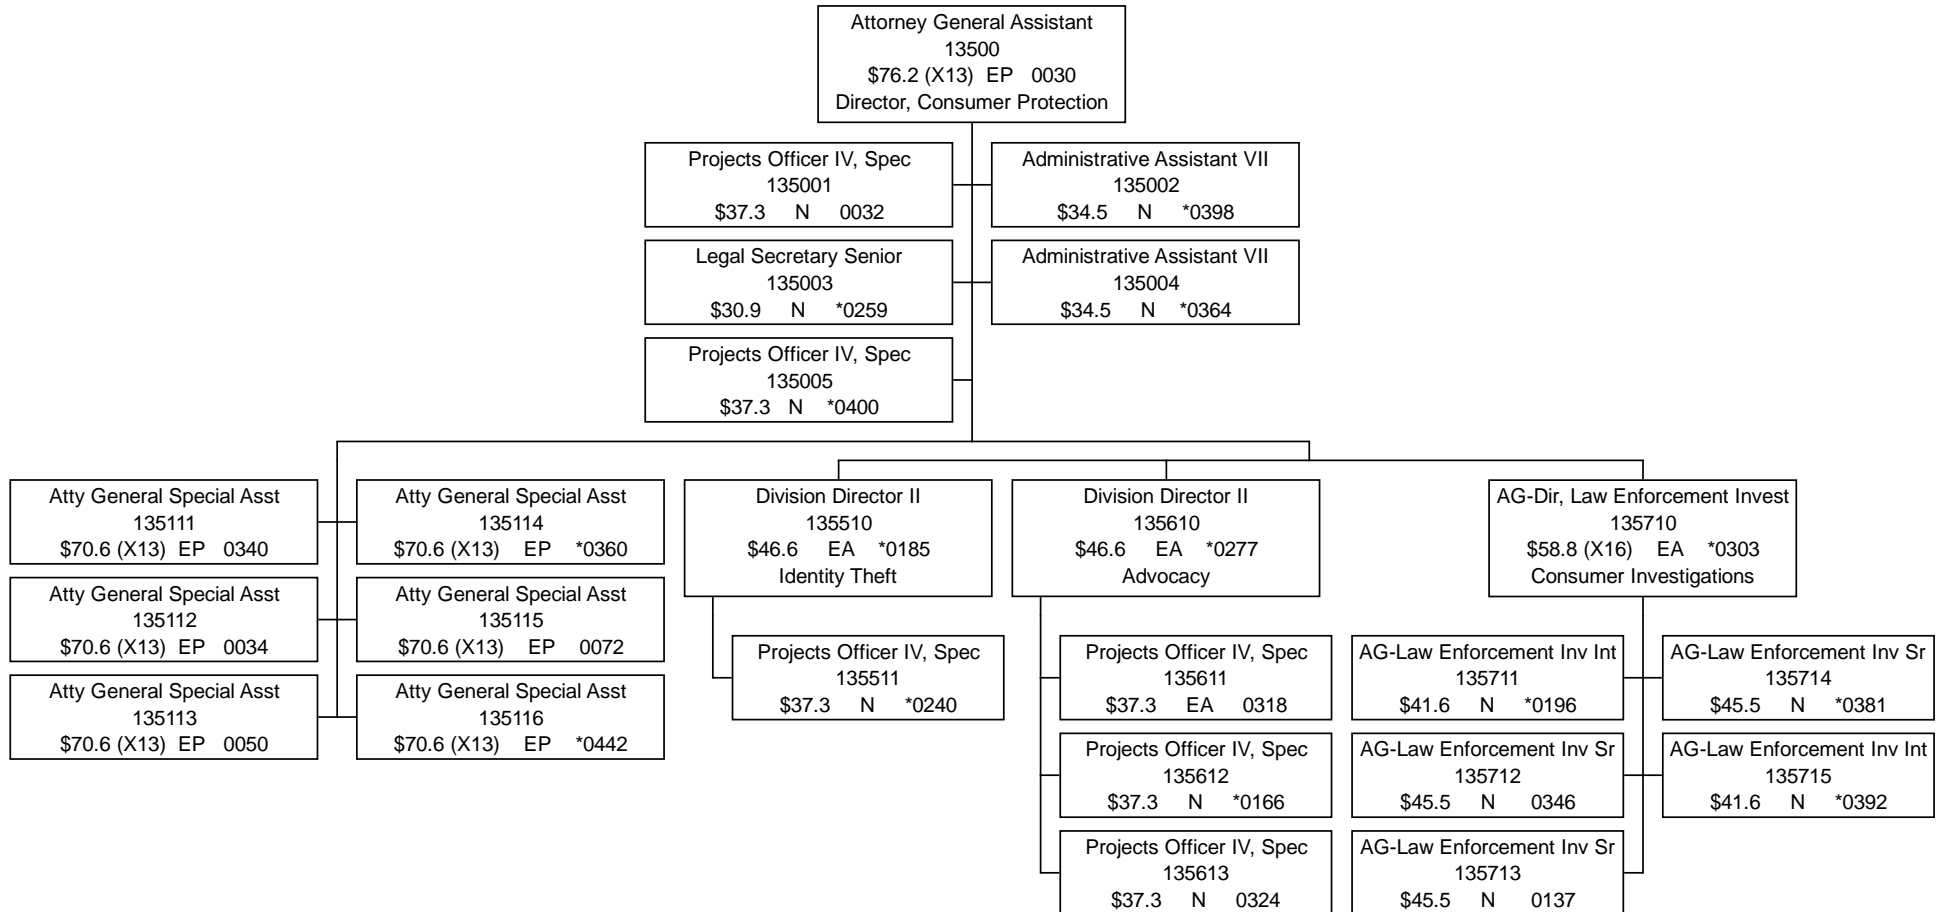 Attorney General Assistant
13500
$76.2 (X13) EP 0030
Director, Consumer Protection
Projects Officer IV, Spec
135001
$37.3 N 0032
Administrative Assistant VII
135002
$34.5 N *0398
Legal Secretary Senior
135003
$30.9 N *0259
Administrative Assistant VII
135004
$34.5 N *0364
Projects Officer IV, Spec
135005
$37.3 N *0400
Atty General Special Asst
135111
$70.6 (X13) EP 0340
Atty General Special Asst
135114
$70.6 (X13) EP *0360
Atty General Special Asst
135112
$70.6 (X13) EP 0034
Atty General Special Asst
135115
$70.6 (X13) EP 0072
Atty General Special Asst
135113
$70.6 (X13) EP 0050
Atty General Special Asst
135116
$70.6 (X13) EP *0442
Division Director II
135510
$46.6 EA *0185
Identity Theft
Projects Officer IV, Spec
135511
$37.3 N *0240
Division Director II
135610
$46.6 EA *0277
Advocacy
Projects Officer IV, Spec
135611
$37.3 EA 0318
Projects Officer IV, Spec
135612
$37.3 N *0166
Projects Officer IV, Spec
135613
$37.3 N 0324
AG-Dir, Law Enforcement Invest
135710
$58.8 (X16) EA *0303
Consumer Investigations
AG-Law Enforcement Inv Int
135711
$41.6 N *0196
AG-Law Enforcement Inv Sr
135714
$45.5 N *0381
AG-Law Enforcement Inv Sr
135712
$45.5 N 0346
AG-Law Enforcement Inv Int
135715
$41.6 N *0392
AG-Law Enforcement Inv Sr
135713
$45.5 N 0137